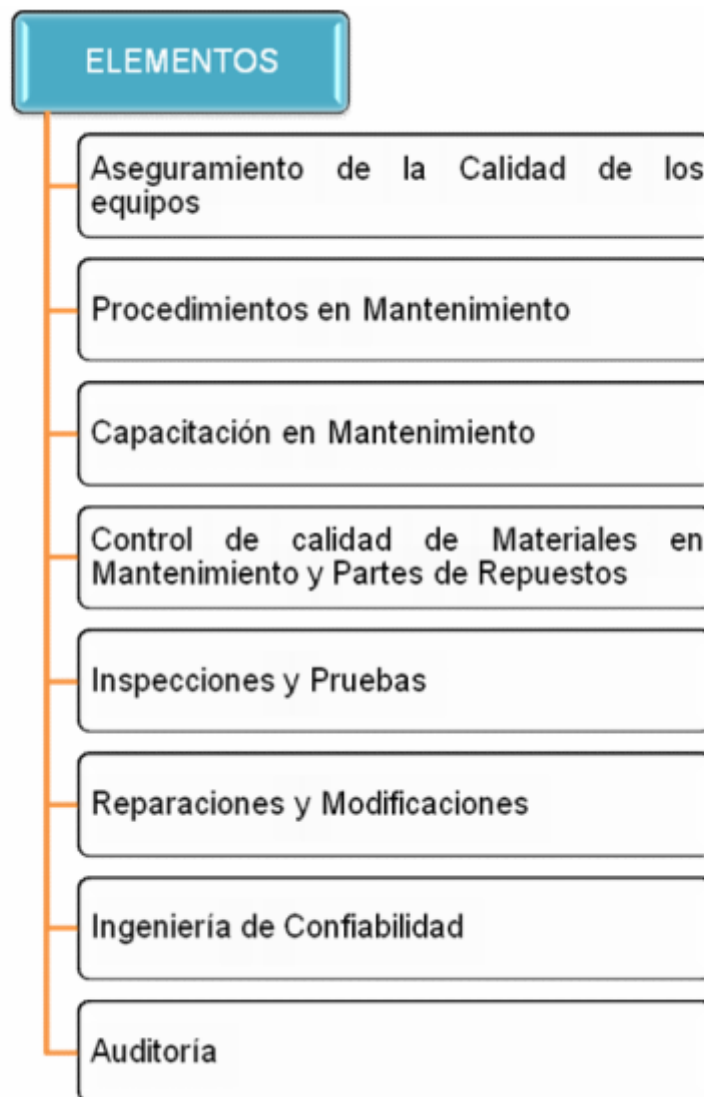 ELEMENTOS
Aseguramiento de la Calidad de los
equipos
Procedimientos en Mantenimiento
Capacitación en Mantenimiento
Control de calidad de Materiales en
Mantenimiento y Partes de Repuestos
Inspecciones y Pruebas
Reparaciones y Modificaciones
Ingeniería de Confiabilidad
Auditoría